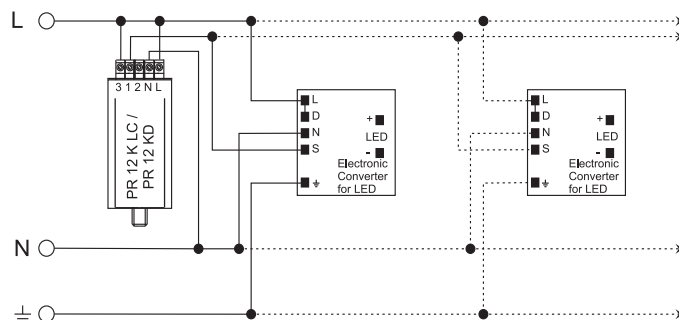 L
3 1 2 N L
PR 12 K LC /
PR 12 KD
L
D
N
S
+
LED
-
Electronic
Converter
for LED
L
D
N
S
+
LED
-
Electronic
Converter
for LED
N